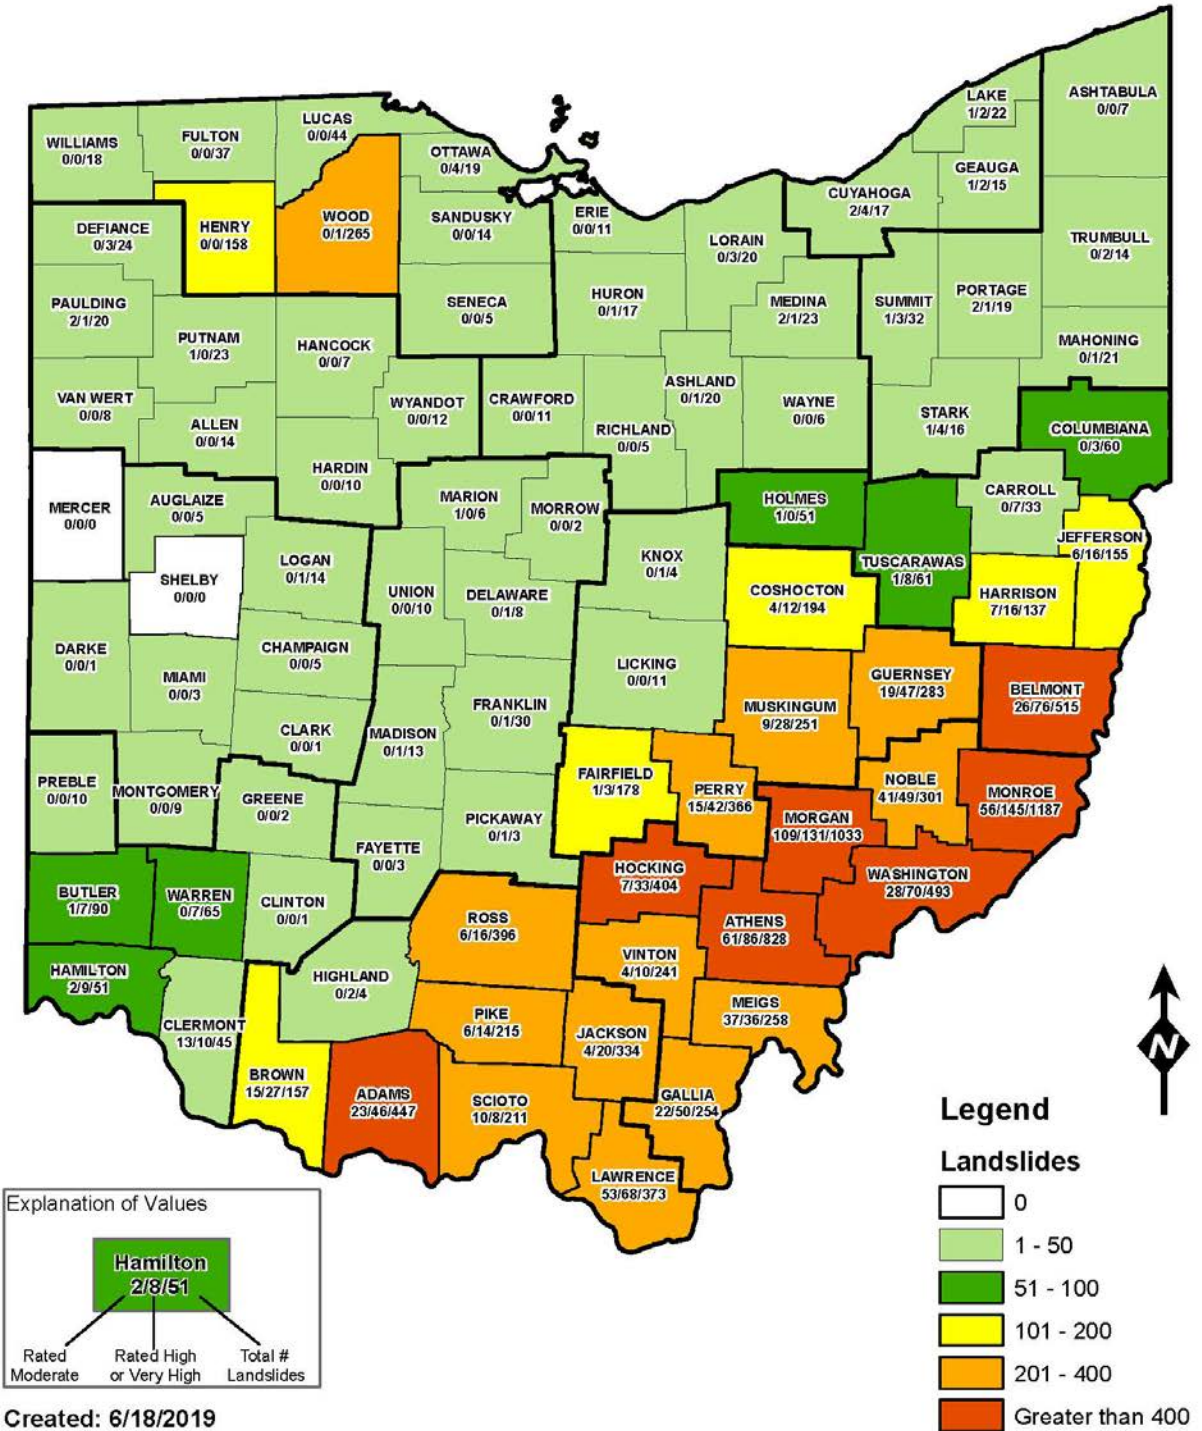 LAKE
1/2/22
ASHTABULA
0/0/7
WILLIAMS
0/0/18
FULTON
0/0/37
LUCAS
0/0/44
OTTAWA
0/4/19
GEAUGA
1/2/15
CUYAHOGA
2/4/17
DEFIANCE
0/3/24
HENRY
0/0/158
WOOD
0/1/265
SANDUSKY
0/0/14
ERIE
0/0/11
LORAIN
0/3/20
TRUMBULL
0/2/14
PAULDING
2/1/20
SENECA
0/0/5
HURON
0/1/17
MEDINA
2/1/23
SUMMIT
1/3/32
PORTAGE
2/1/19
PUTNAM
1/0/23
HANCOCK
0/0/7
MAHONING
0/1/21
VAN WERT
0/0/8
ALLEN
0/0/14
WYANDOT
0/0/12
CRAWFORD
0/0/11
RICHLAND
0/0/5
ASHLAND
0/1/20
WAYNE
0/0/6
STARK
1/4/16
COLUMBIANA
0/3/60
HARDIN
0/0/10
MERCER
0/0/0
AUGLAIZE
0/0/5
MARION
1/0/6
MORROW
0/0/2
HOLMES
1/0/51
CARROLL
0/7/33
JEFFERSON
6/16/155
SHELBY
0/0/0
LOGAN
0/1/14
UNION
0/0/10
DELAWARE
0/1/8
KNOX
0/1/4
COSHOCTON
4/12/194
TUSCARAWAS
1/8/61
HARRISON
7/16/137
DARKE
0/0/1
MIAMI
0/0/3
CHAMPAIGN
0/0/5
LICKING
0/0/11
MUSKINGUM
9/28/251
GUERNSEY
19/47/283
BELMONT
26/76/515
CLARK
0/0/1
MADISON
0/1/13
FRANKLIN
0/1/30
PREBLE
0/0/10
MONTGOMERY
0/0/9
GREENE
0/0/2
FAIRFIELD
1/3/178
PERRY
15/42/366
NOBLE
41/49/301
MONROE
56/145/1187
FAYETTE
0/0/3
PICKAWAY
0/1/3
MORGAN
109/131/1033
HOCKING
7/33/404
WASHINGTON
28/70/493
BUTLER
1/7/90
WARREN
0/7/65
CLINTON
0/0/1
ROSS
6/16/396
ATHENS
61/86/828
VINTON
4/10/241
HAMILTON
2/9/51
HIGHLAND
0/2/4
CLERMONT
13/10/45
PIKE
6/14/215
JACKSON
4/20/334
MEIGS
37/36/258
BROWN
15/27/157
ADAMS
23/46/447
SCIOTO
10/8/211
GALLIA
22/50/254
LAWRENCE
53/68/373
N
Legend
Landslides
0
1 - 50
51 - 100
101 - 200
201 - 400
Greater than 400
Explanation of Values
Hamilton
2/8/51
Rated
Moderate
Rated High
or Very High
Total #
Landslides
Created: 6/18/2019